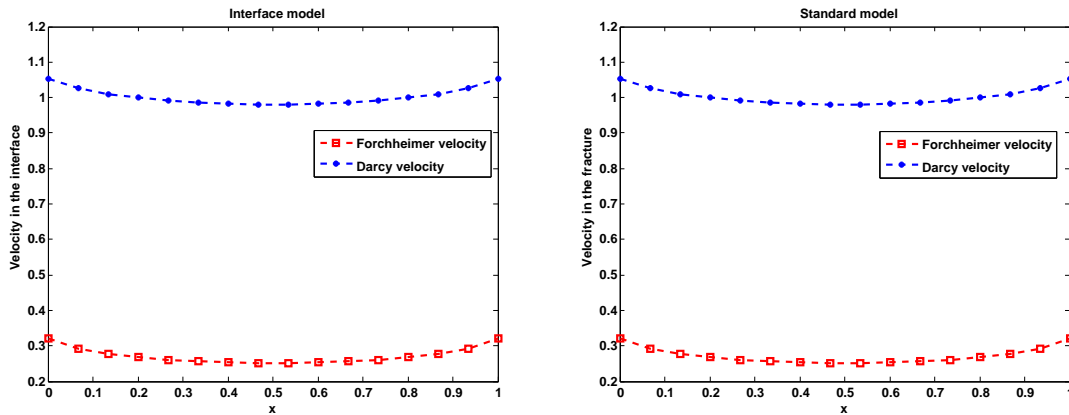 Interface model
1.2
1.1
1
0.9
0.8
0.7
0.6
0.5
0.4
0.3
0.2
Velocity in the interface
Forchheimer velocity
Darcy velocity
0 0.1 0.2 0.3 0.4 0.5 0.6 0.7 0.8 0.9 1
x
Standard model
1.2
1.1
1
0.9
0.8
0.7
0.6
0.5
0.4
0.3
0.2
Velocity in the fracture
Forchheimer velocity
Darcy velocity
0 0.1 0.2 0.3 0.4 0.5 0.6 0.7 0.8 0.9 1
x